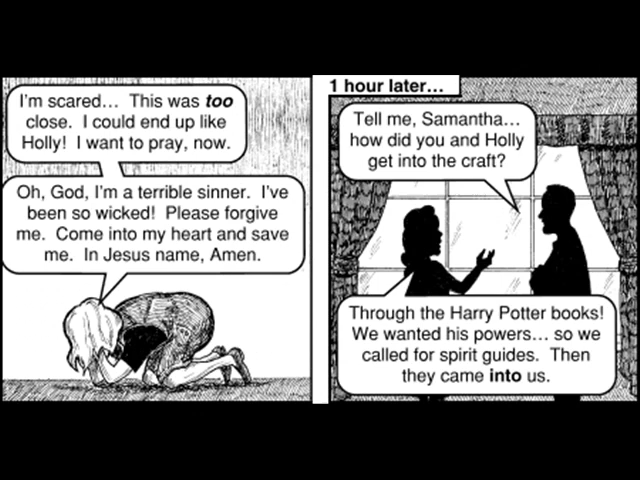 I'm scared... This was too
close. I could end up like
Holly! I want to pray, now.
Oh, God, I'm a terrible sinner. I've
been so wicked! Please forgive
me. Come into my heart and save
me. In Jesus name, Amen.
1 hour later...
Tell me, Samantha...
how did you and Holly
get into the craft?
Through the Harry Potter books!
We wanted his powers... so we
called for spirit guides. Then
they came into us.